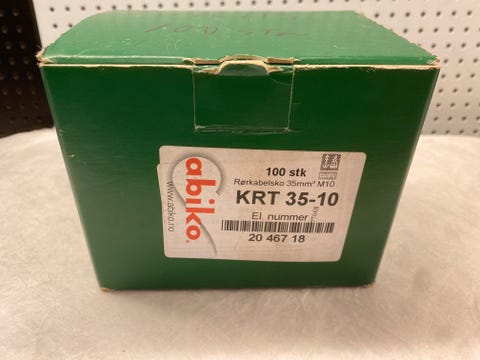 100 stk
Rørkabelsko 35mm² M10
KRT 35-10
El. nummer
20 467 18
abiko
www.abiko.no